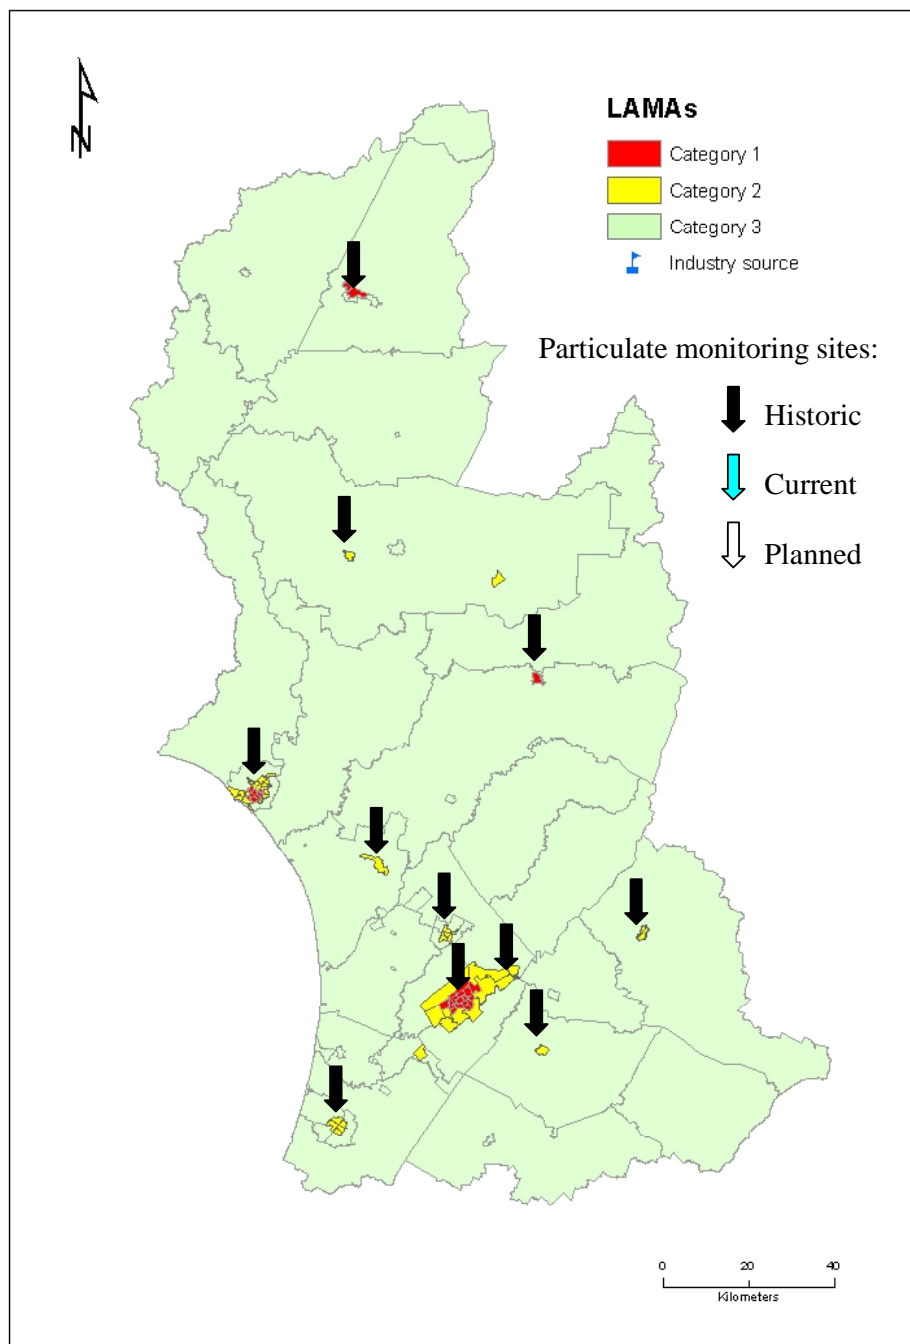 N
LAMAs
Category 1
Category 2
Category 3
Industry source
Particulate monitoring sites:
Historic
Current
Planned
0 20 40
Kilometers